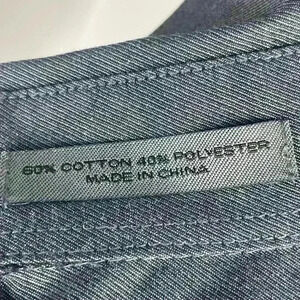 60% COTTON 40% POLYESTER
MADE IN CHINA